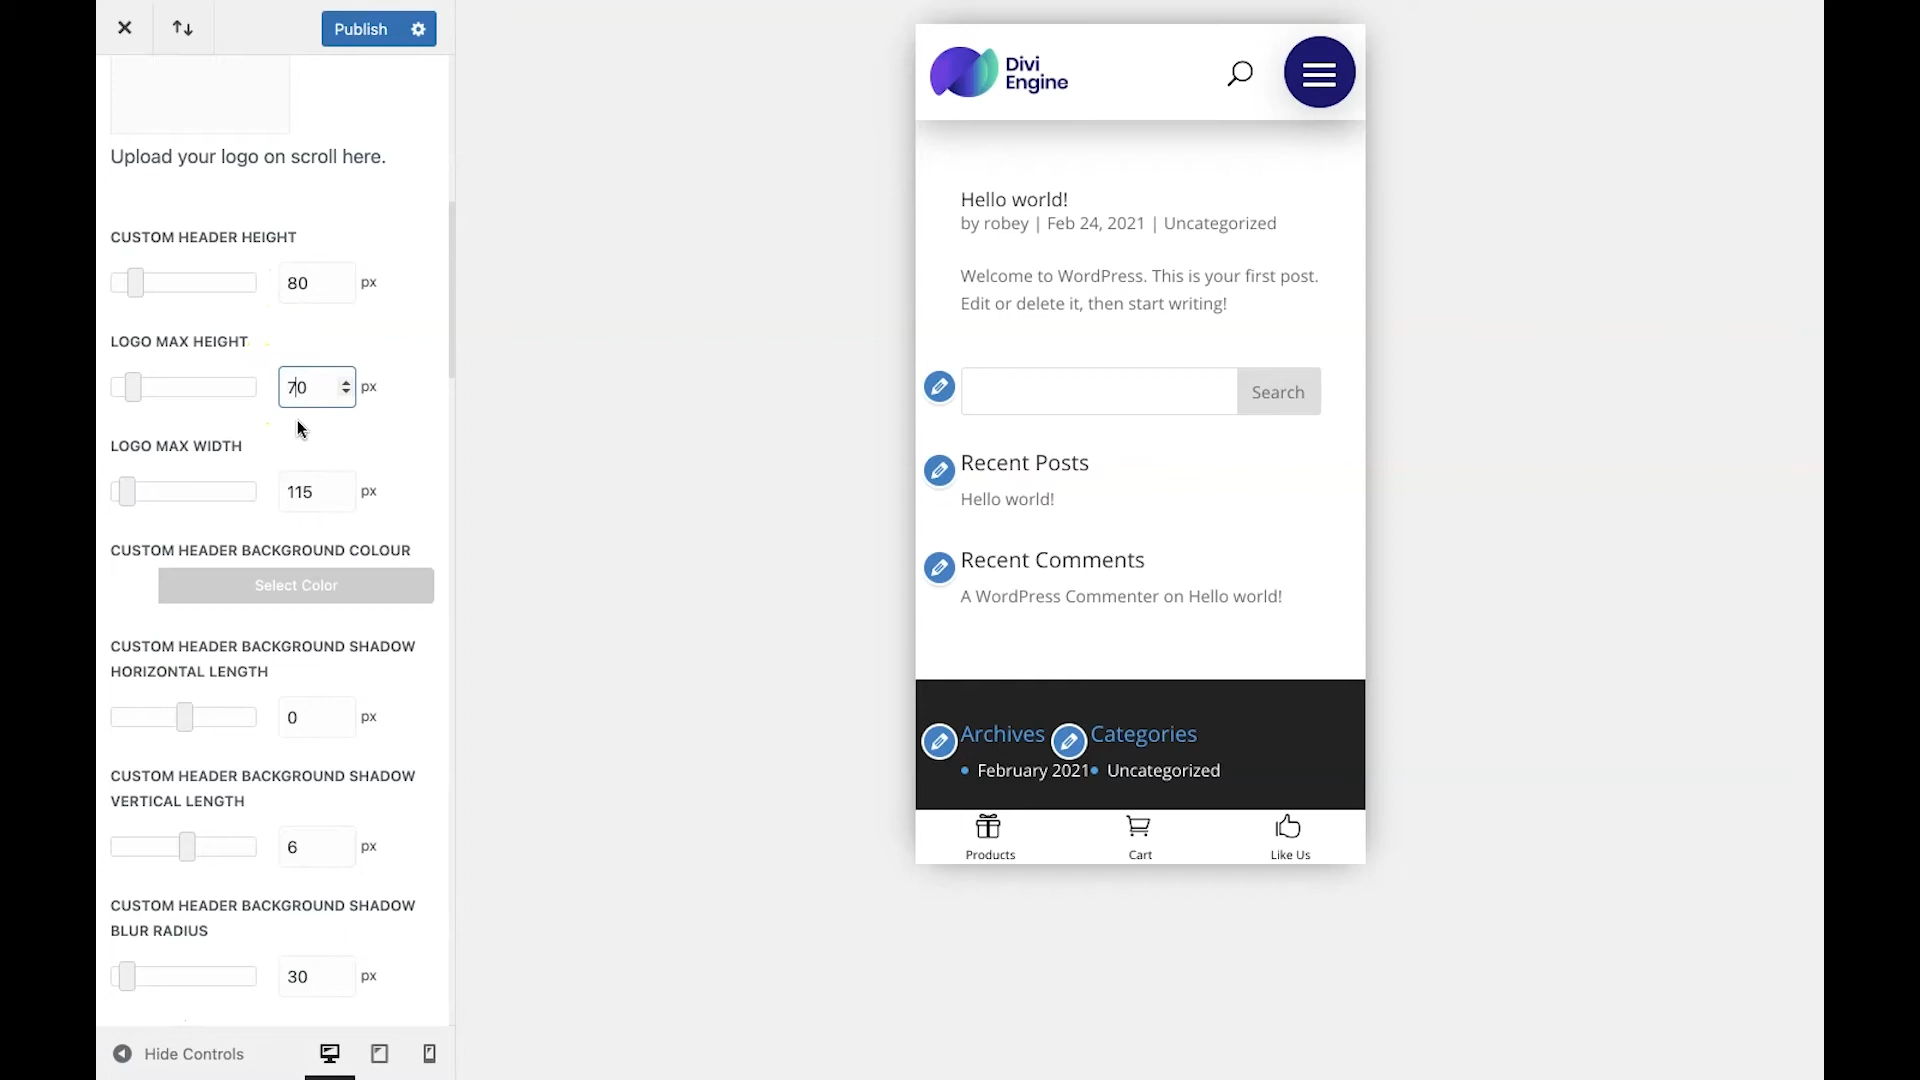 Publish
Upload your logo on scroll here.
CUSTOM HEADER HEIGHT
80 px
LOGO MAX HEIGHT
70 px
LOGO MAX WIDTH
115 px
CUSTOM HEADER BACKGROUND COLOUR
Select Color
CUSTOM HEADER BACKGROUND SHADOW
HORIZONTAL LENGTH
0 px
CUSTOM HEADER BACKGROUND SHADOW
VERTICAL LENGTH
6 px
CUSTOM HEADER BACKGROUND SHADOW
BLUR RADIUS
30 px
Hide Controls
Divi
Engine
Hello world!
by robey | Feb 24, 2021 | Uncategorized
Welcome to WordPress. This is your first post.
Edit or delete it, then start writing!
Search
Recent Posts
Hello world!
Recent Comments
A WordPress Commenter on Hello world!
Archives Categories
• February 2021 • Uncategorized
Products Cart Like Us